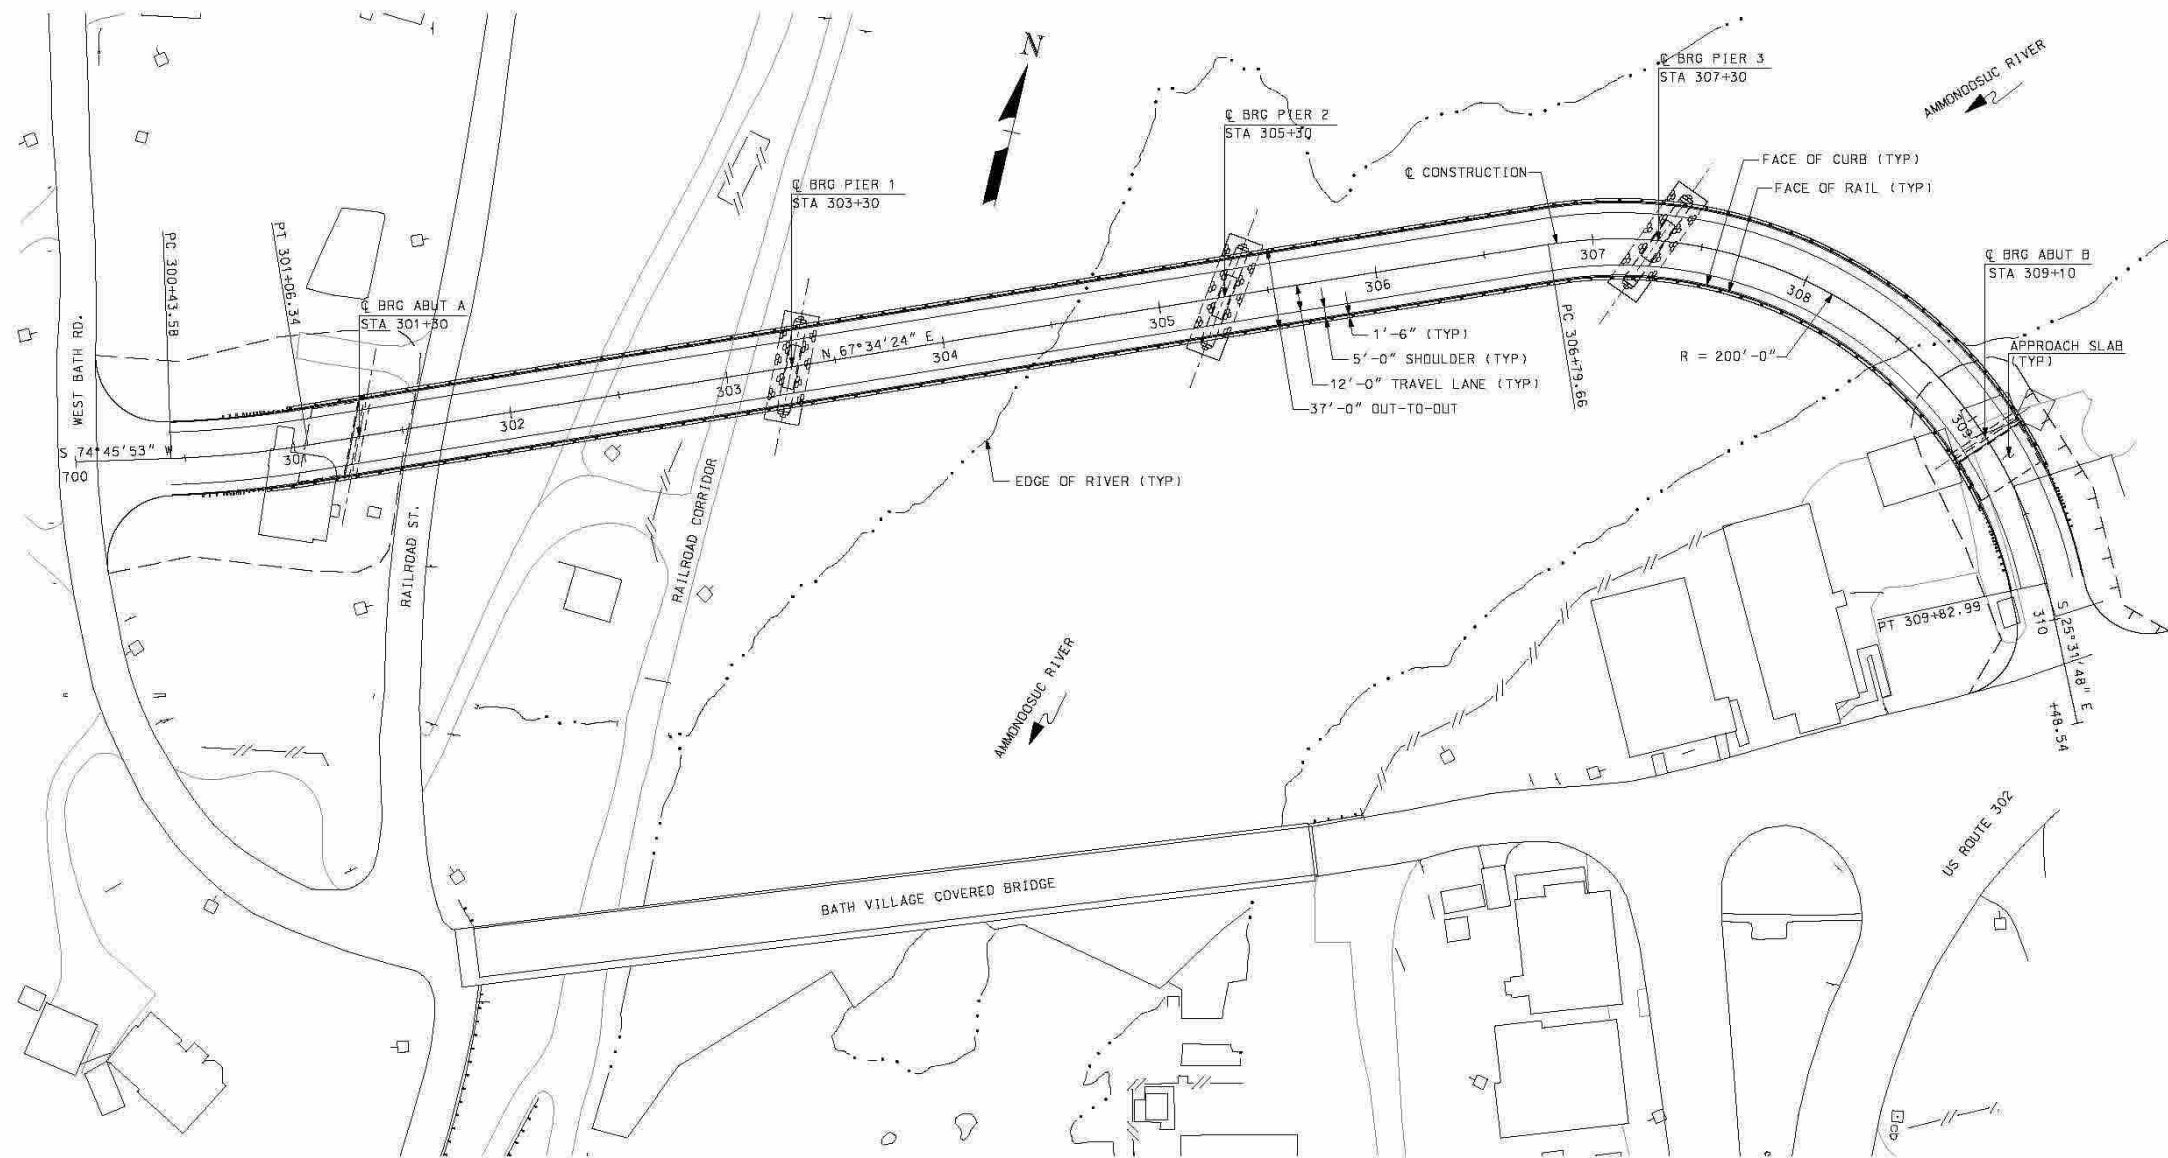 N
℄ BRG PIER 3
STA 307+30
AMMONOOSUC RIVER
℄ BRG PIER 2
STA 305+30
FACE OF CURB (TYP)
℄ CONSTRUCTION
FACE OF RAIL (TYP)
℄ BRG PIER 1
STA 303+30
PC 300+43.58
PT 301+06.34
℄ BRG ABUT B
STA 309+10
307
306
308
℄ BRG ABUT A
STA 301+30
WEST BATH RD.
305
N 67°34'24" E
304
1'-6" (TYP)
5'-0" SHOULDER (TYP)
12'-0" TRAVEL LANE (TYP)
37'-0" OUT-TO-OUT
PC 306+79.66
R = 200'-0"
APPROACH SLAB
(TYP)
303
302
309
S 74°45'53" W
301
700
EDGE OF RIVER (TYP)
RAILROAD ST.
RAILROAD CORRIDOR
PT 309+82.99
310
S 25°31'48" E
+48.54
AMMONOOSUC RIVER
US ROUTE 302
BATH VILLAGE COVERED BRIDGE